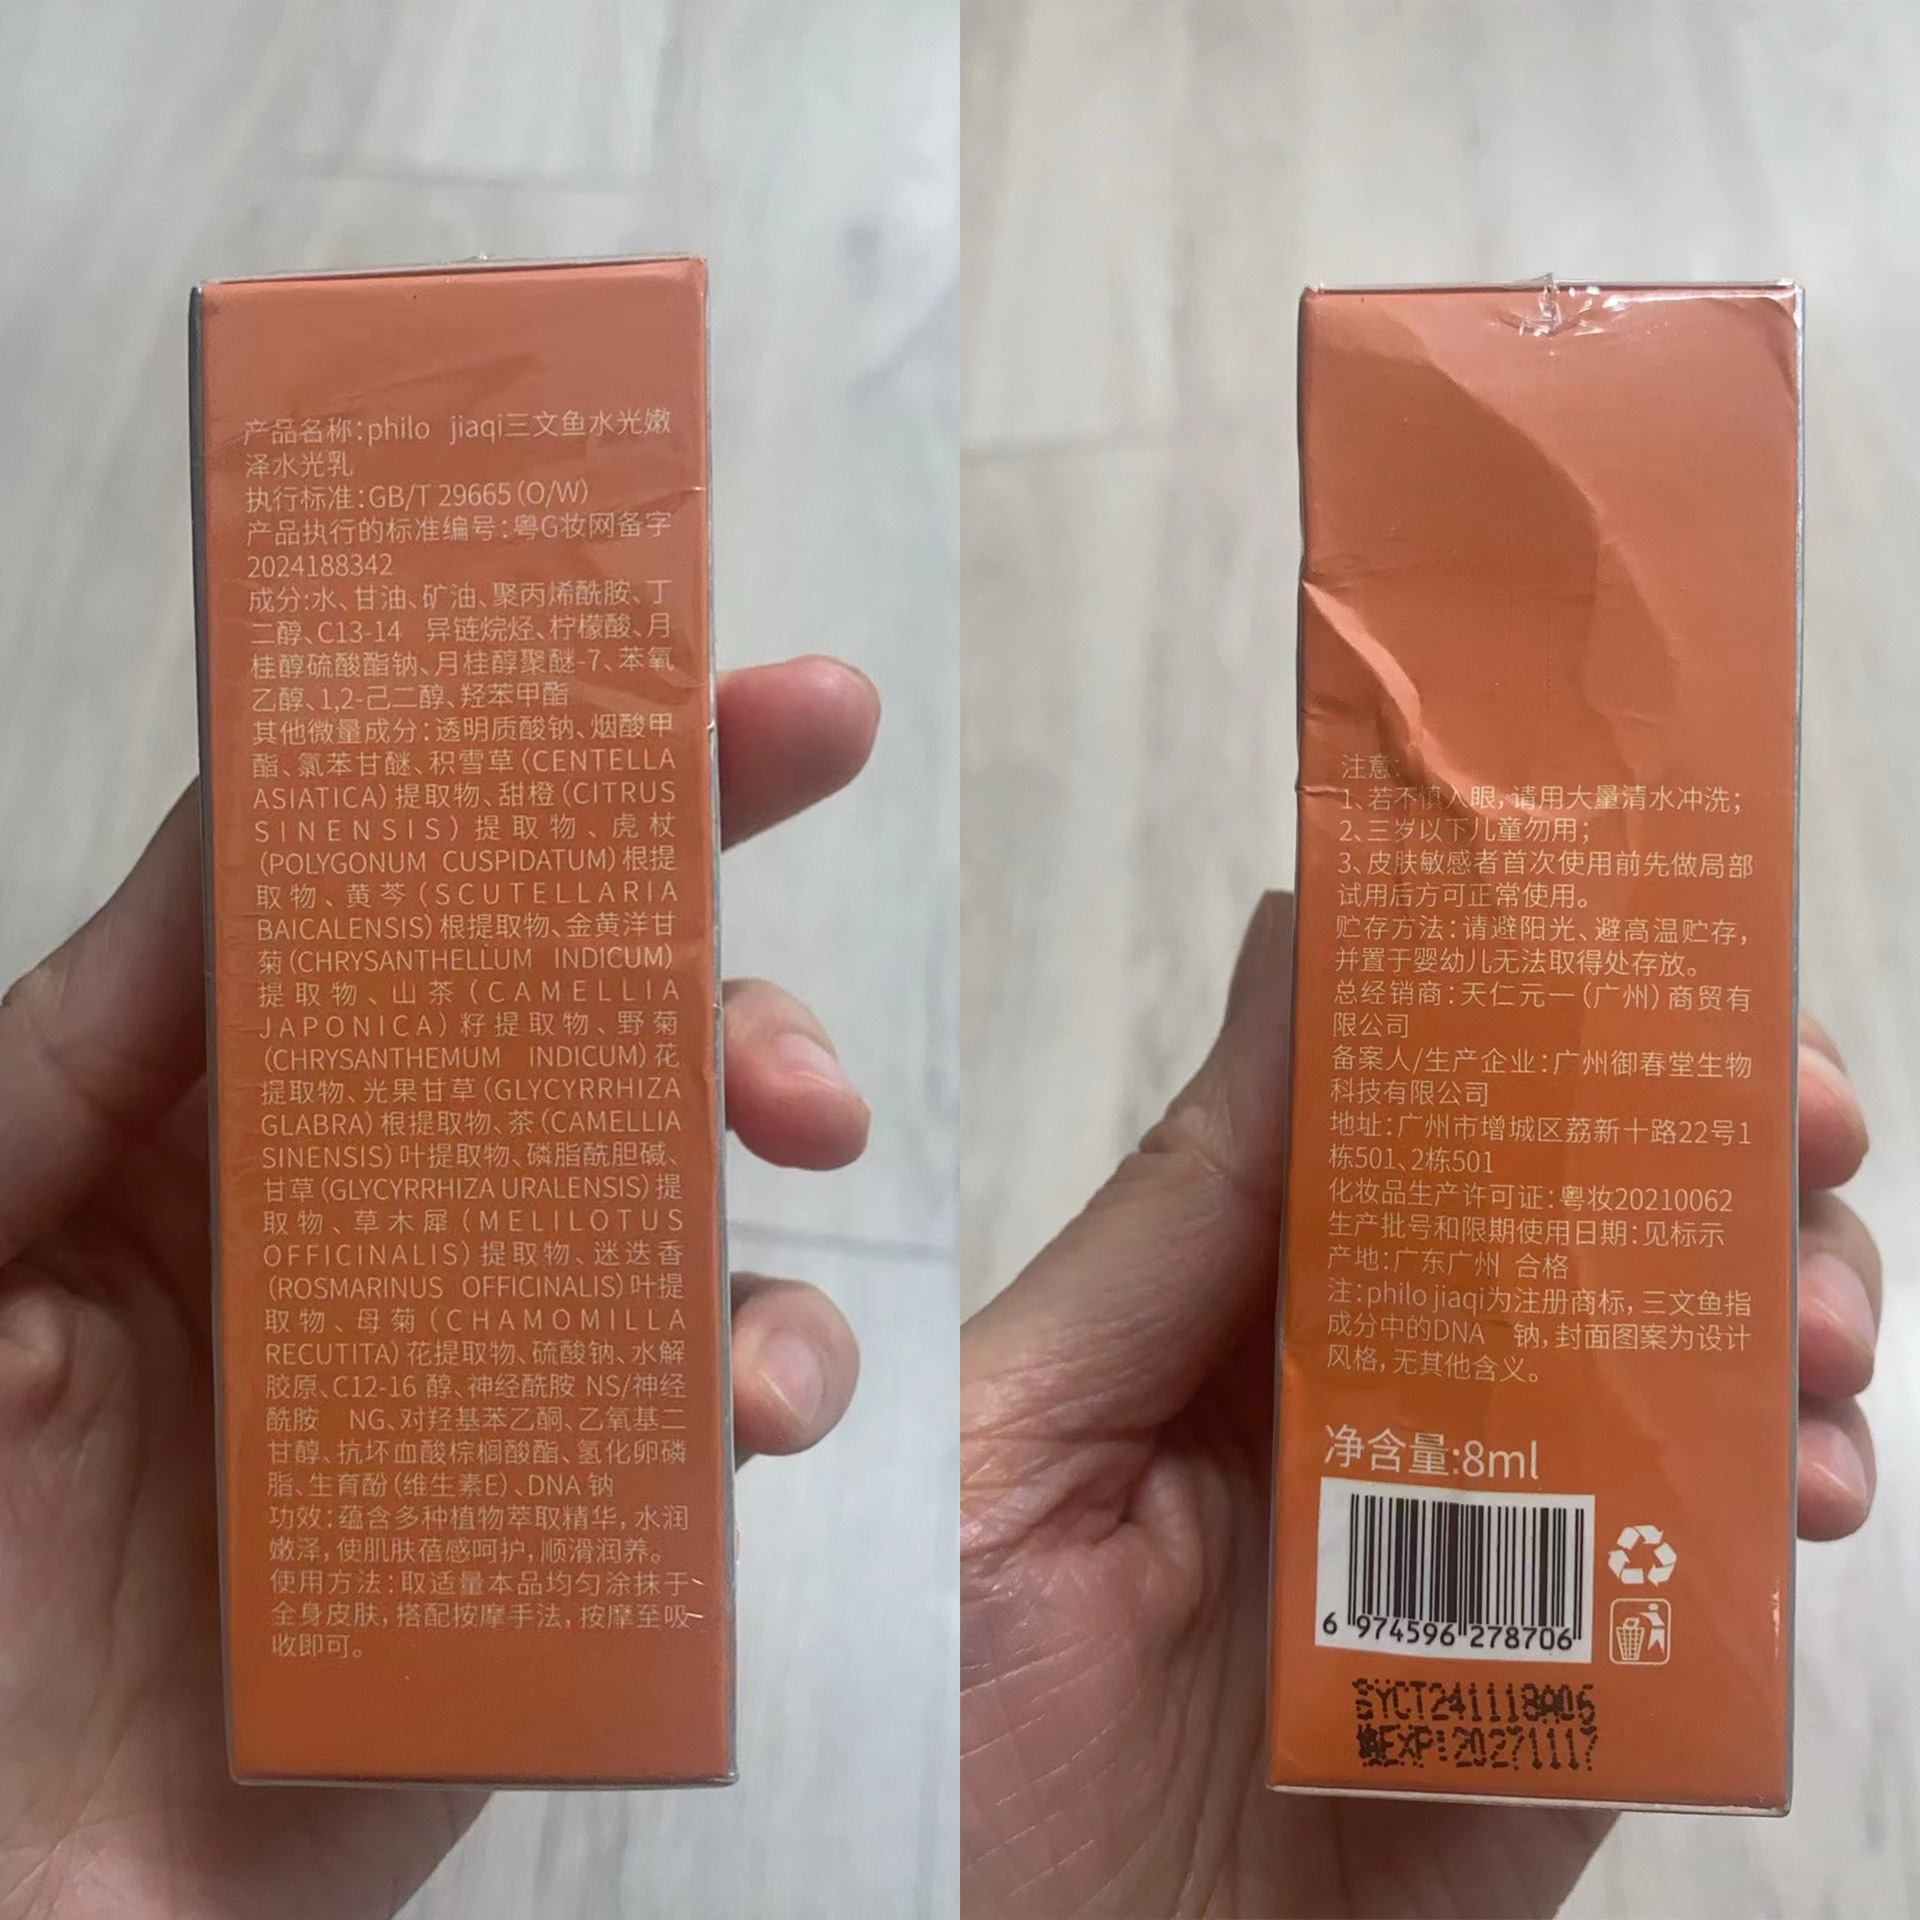 产品名称:philo jiaqi三文鱼水光嫩
泽水光乳
执行标准:GB/T 29665(O/W)
产品执行的标准编号:粤G妆网备字
2024188342
成分:水、甘油、矿油、聚丙烯酰胺、丁
二醇、C13-14 异链烷烃、柠檬酸、月
桂醇硫酸酯钠、月桂醇聚醚-7、苯氧
乙醇、1,2-己二醇、羟苯甲酯
其他微量成分:透明质酸钠、烟酸甲
酯、氯苯甘醚、积雪草(CENTELLA
ASIATICA)提取物、甜橙(CITRUS
SINENSIS)提取物、虎杖
(POLYGONUM CUSPIDATUM)根提
取物、黄芩(SCUTELLARIA
BAICALENSIS)根提取物、金黄洋甘
菊(CHRYSANTHELLUM INDICUM)
提取物、山茶(CAMELLIA
JAPONICA)籽提取物、野菊
(CHRYSANTHEMUM INDICUM)花
提取物、光果甘草(GLYCYRRHIZA
GLABRA)根提取物、茶(CAMELLIA
SINENSIS)叶提取物、磷脂酰胆碱、
甘草(GLYCYRRHIZA URALENSIS)提
取物、草木犀(MELILOTUS
OFFICINALIS)提取物、迷迭香
(ROSMARINUS OFFICINALIS)叶提
取物、母菊(CHAMOMILLA
RECUTITA)花提取物、硫酸钠、水解
胶原、C12-16 醇、神经酰胺 NS/神经
酰胺 NG、对羟基苯乙酮、乙氧基二
甘醇、抗坏血酸棕榈酸酯、氢化卵磷
脂、生育酚(维生素E)、DNA 钠
功效:蕴含多种植物萃取精华,水润
嫩泽,使肌肤蓓感呵护,顺滑润养。
使用方法:取适量本品均匀涂抹于
全身皮肤,搭配按摩手法,按摩至吸
收即可。
注意:
1、若不慎入眼,请用大量清水冲洗;
2、三岁以下儿童勿用;
3、皮肤敏感者首次使用前先做局部
试用后方可正常使用。
贮存方法:请避阳光、避高温贮存,
并置于婴幼儿无法取得处存放。
总经销商:天仁元一(广州)商贸有
限公司
备案人/生产企业:广州御春堂生物
科技有限公司
地址:广州市增城区荔新十路22号1
栋501、2栋501
化妆品生产许可证:粤妆20210062
生产批号和限期使用日期:见标示
产地:广东广州 合格
注:philo jiaqi为注册商标,三文鱼指
成分中的DNA 钠,封面图案为设计
风格,无其他含义。
净含量:8ml
6 974596 278706
EXP:20271117